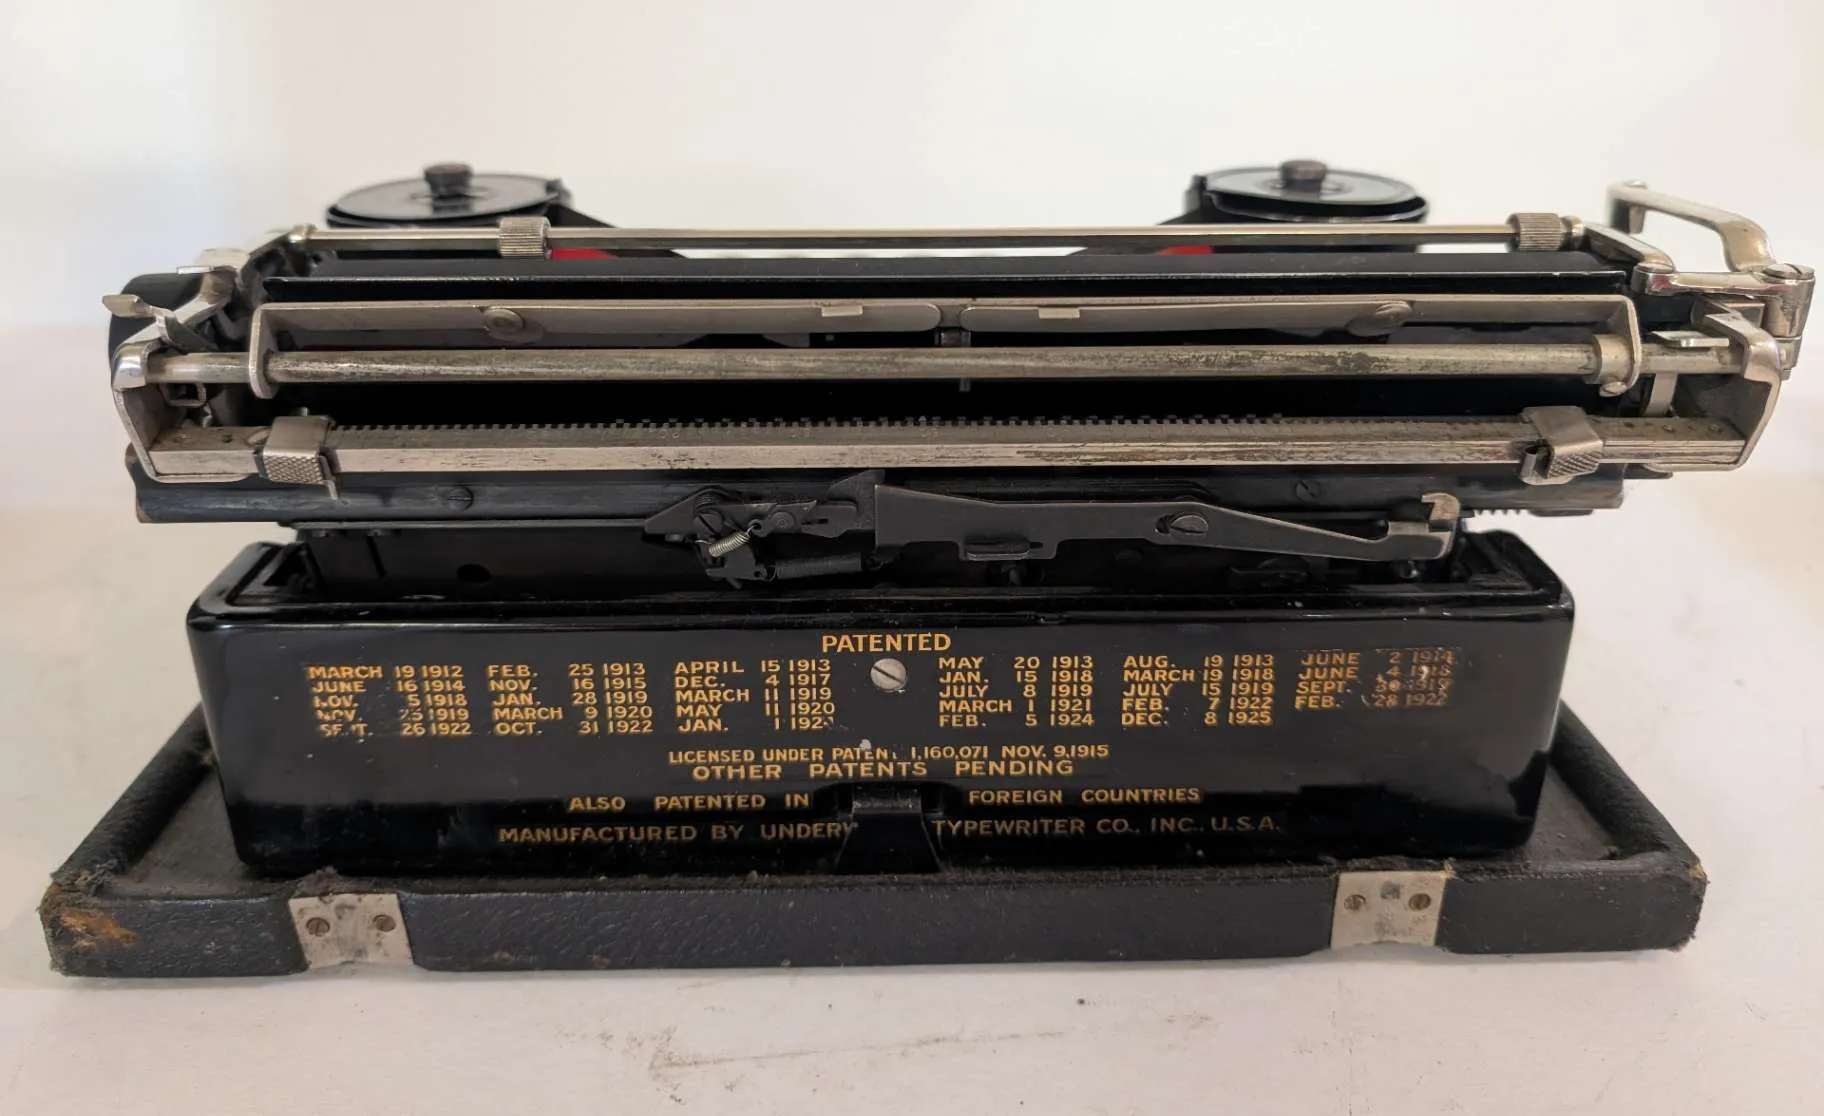 PATENTED
MARCH 19 1912 FEB. 25 1913 APRIL 15 1913 MAY 20 1913 AUG. 19 1913 JUNE 2
JUNE 16 1914 NOV. 16 1915 DEC. 4 1917 JAN. 15 1918 MARCH 19 1918 JUNE 4 1918
5 1918 JAN. 28 1919 MARCH 11 1919 JULY 8 1919 JULY 15 1919 SEPT.
1919 MARCH 9 1920 MAY 11 1920 MARCH 1 1921 FEB. 7 1922 FEB. 28 1922
26 1922 OCT. 31 1922 JAN. 1 FEB. 5 1924 DEC. 8 1925
LICENSED UNDER PATEN 1,160,071 NOV. 9,1915
OTHER PATENTS PENDING
ALSO PATENTED IN FOREIGN COUNTRIES
MANUFACTURED BY UNDERW TYPEWRITER CO., INC., U.S.A.